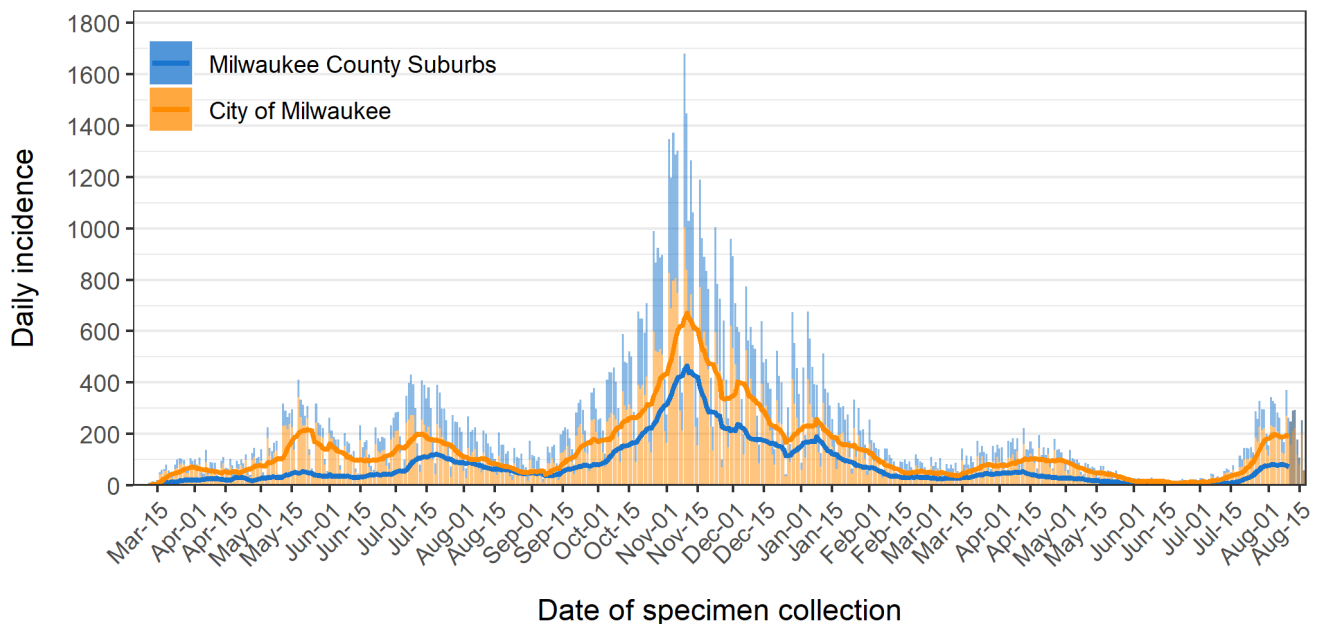 1800
1600
1400
1200
1000
800
600
400
200
0
Daily incidence
Milwaukee County Suburbs
City of Milwaukee
Mar-15
Apr-01
Apr-15
May-01
May-15
Jun-01
Jun-15
Jul-01
Jul-15
Aug-01
Aug-15
Sep-01
Sep-15
Oct-01
Oct-15
Nov-01
Nov-15
Dec-01
Dec-15
Jan-01
Jan-15
Feb-01
Feb-15
Mar-01
Mar-15
Apr-01
Apr-15
May-01
May-15
Jun-01
Jun-15
Jul-01
Jul-15
Aug-01
Aug-15
Date of specimen collection